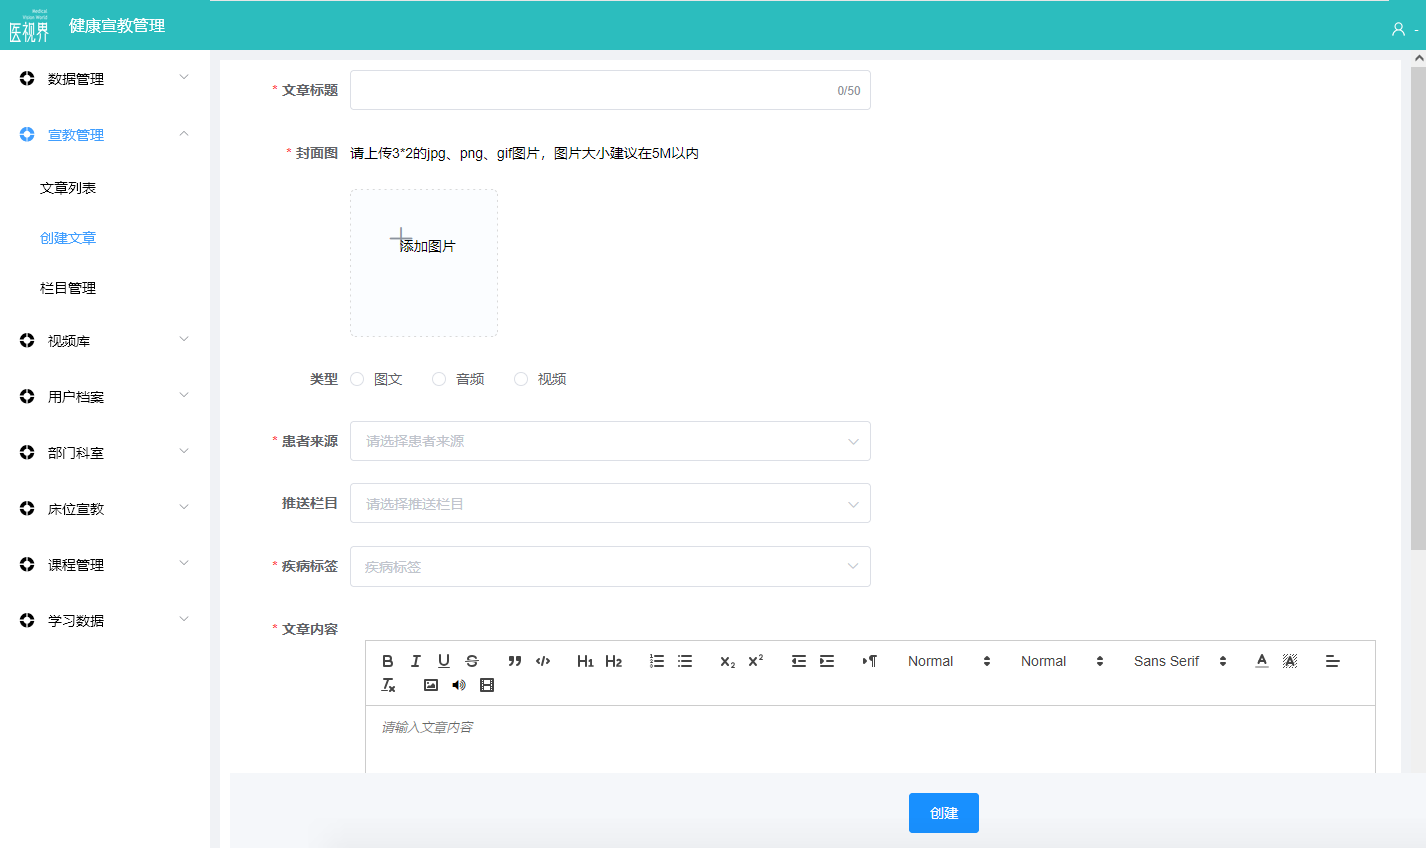 Medical
Vision World
医视界
健康宣教管理
-
数据管理
宣教管理
文章列表
创建文章
栏目管理
视频库
用户档案
部门科室
床位宣教
课程管理
学习数据
* 文章标题
0/50
* 封面图 请上传3*2的jpg、png、gif图片，图片大小建议在5M以内
添加图片
类型 图文 音频 视频
* 患者来源 请选择患者来源
推送栏目 请选择推送栏目
* 疾病标签 疾病标签
* 文章内容
B I U S ” </> H1 H2 x2 x² ¶ Normal Normal Sans Serif A A
Tx
请输入文章内容
创建